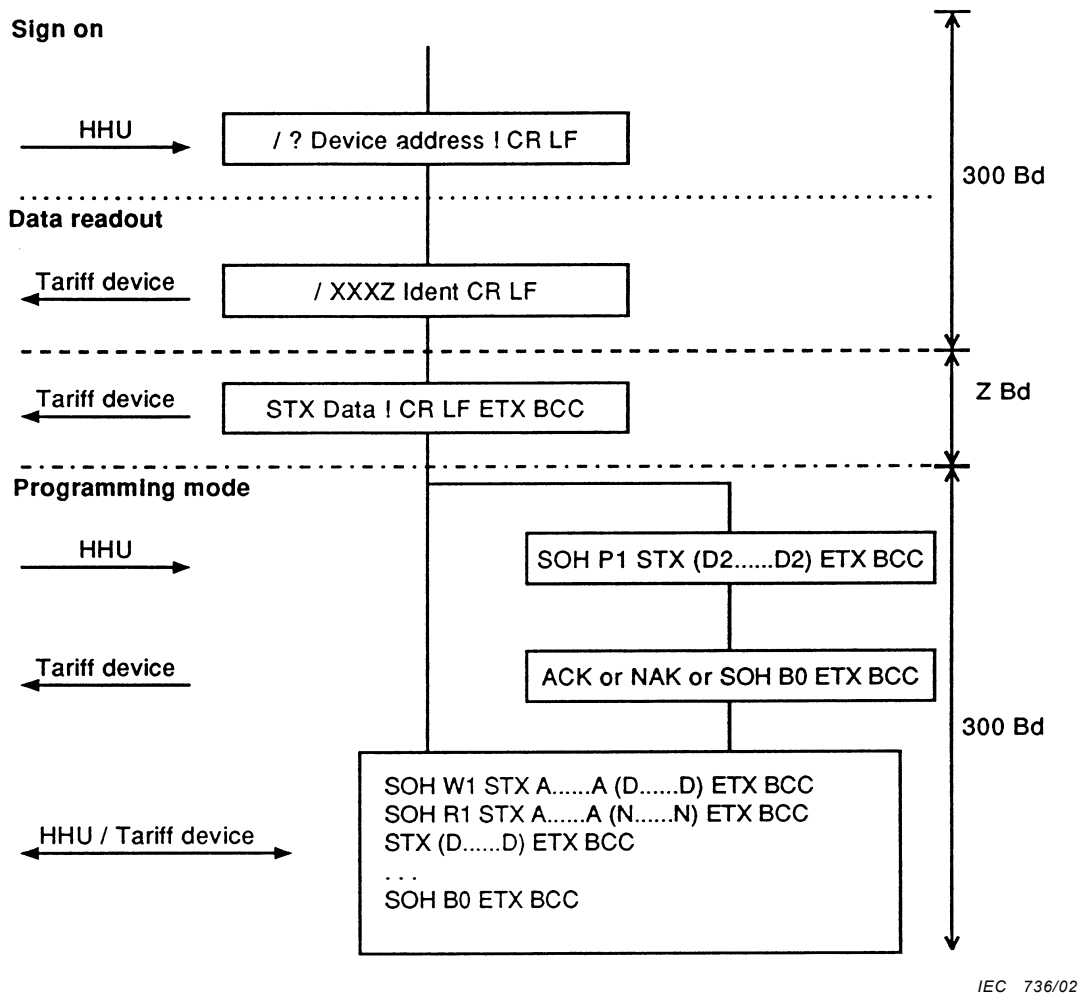 Sign on
HHU
/ ? Device address ! CR LF
300 Bd
Data readout
Tariff device
/ XXXZ Ident CR LF
Tariff device
STX Data ! CR LF ETX BCC
Z Bd
Programming mode
HHU
SOH P1 STX (D2......D2) ETX BCC
Tariff device
ACK or NAK or SOH B0 ETX BCC
300 Bd
SOH W1 STX A......A (D......D) ETX BCC
SOH R1 STX A......A (N......N) ETX BCC
HHU / Tariff device
STX (D......D) ETX BCC
. . .
SOH B0 ETX BCC
IEC 736/02